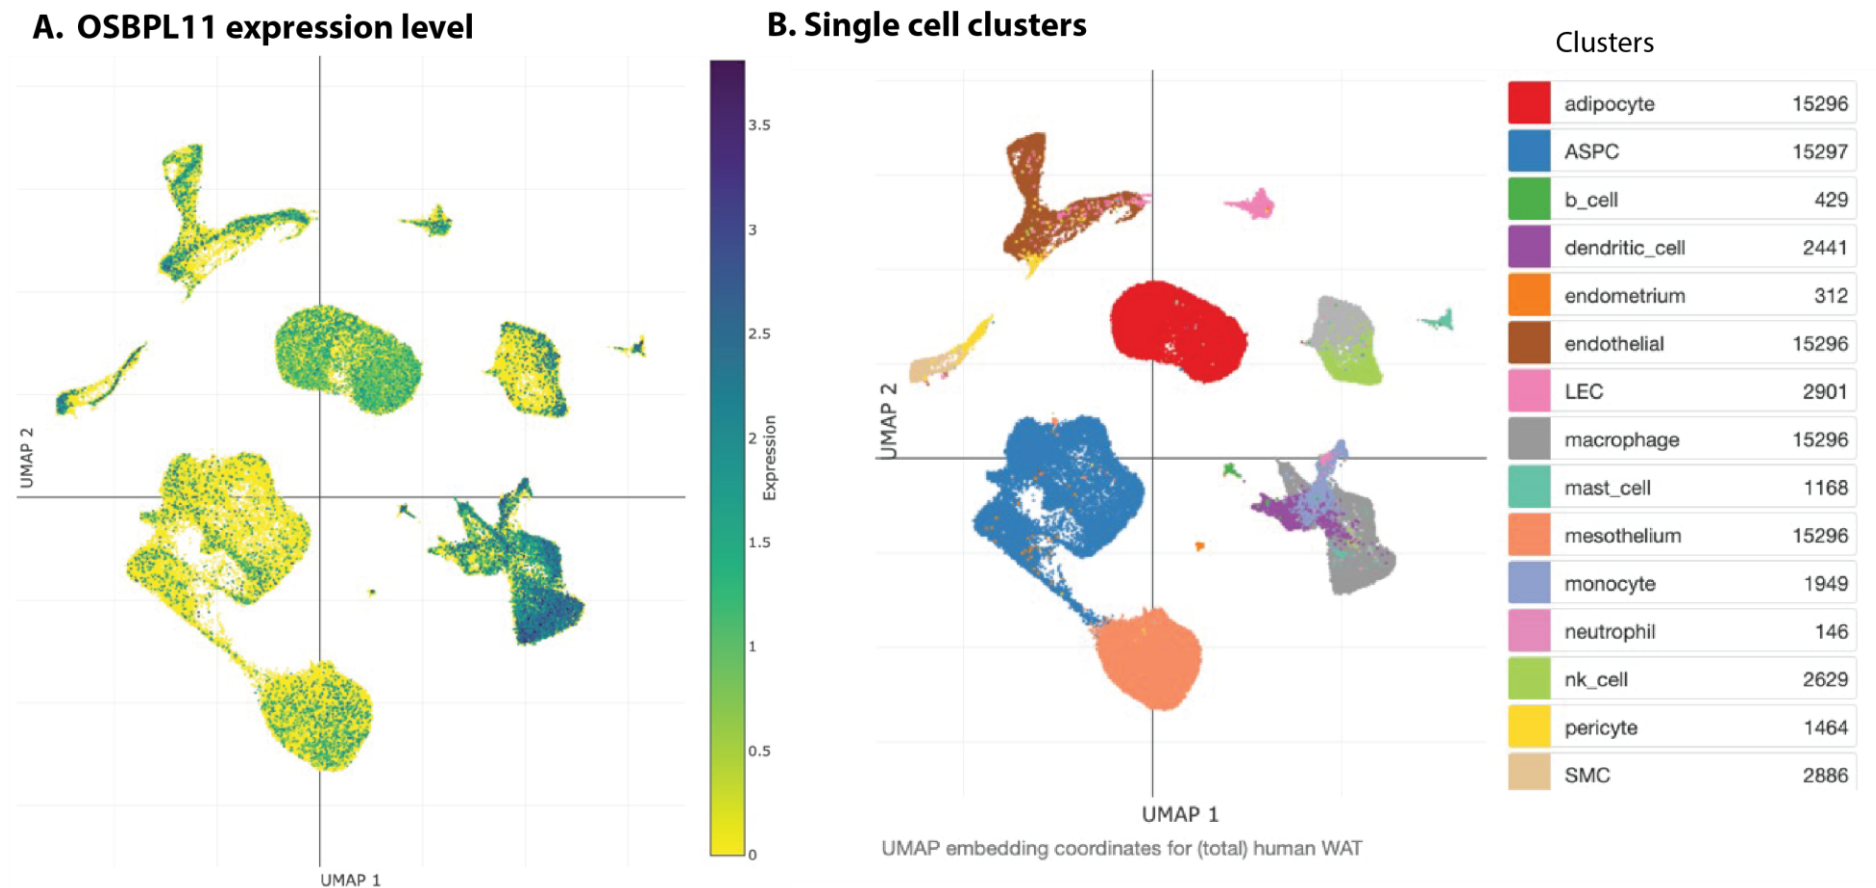 A. OSBPL11 expression level
UMAP 2
UMAP 1
3.5
3
2.5
2
1.5
1
0.5
0
Expression
B. Single cell clusters
UMAP 2
UMAP 1
UMAP embedding coordinates for (total) human WAT
Clusters
adipocyte 15296
ASPC 15297
b_cell 429
dendritic_cell 2441
endometrium 312
endothelial 15296
LEC 2901
macrophage 15296
mast_cell 1168
mesothelium 15296
monocyte 1949
neutrophil 146
nk_cell 2629
pericyte 1464
SMC 2886